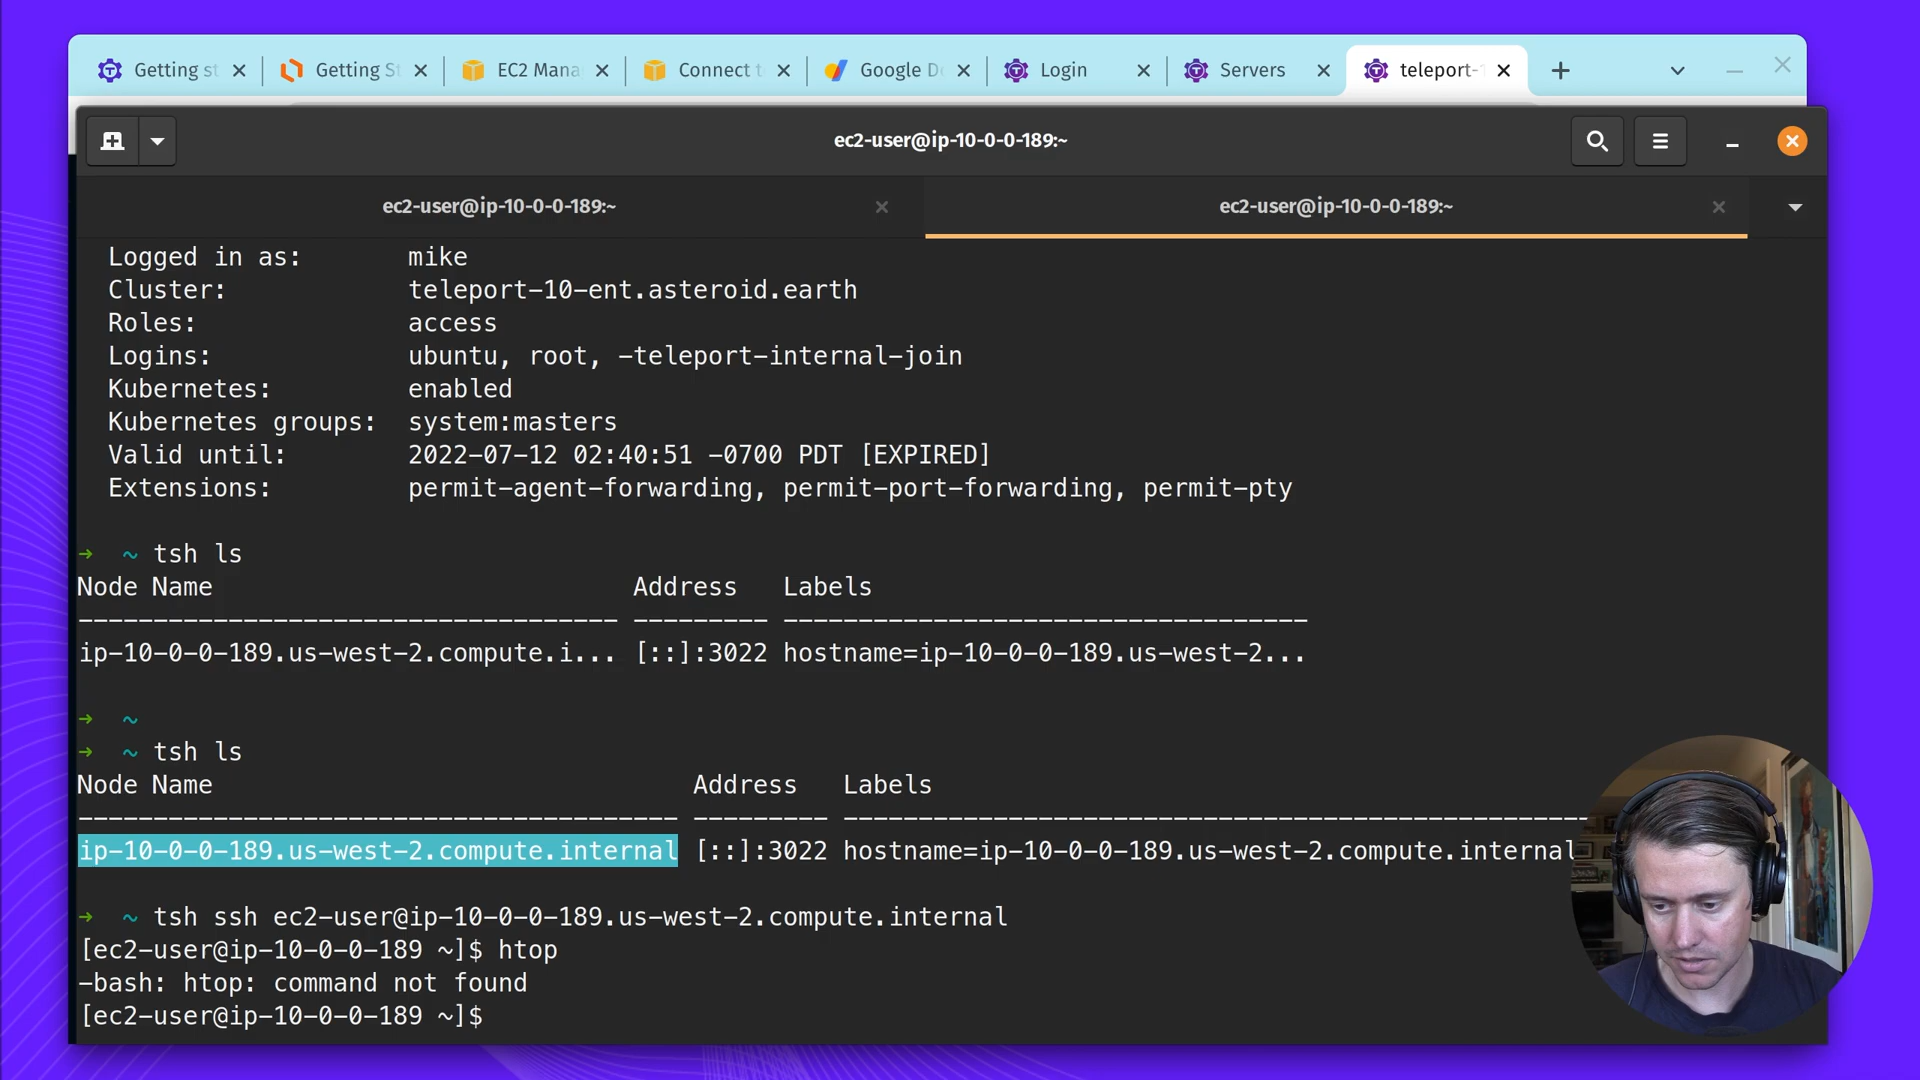 Getting st
Getting St
EC2 Mana
Connect t
Google D
Login
Servers
teleport-1
ec2-user@ip-10-0-0-189:~
ec2-user@ip-10-0-0-189:~
ec2-user@ip-10-0-0-189:~
Logged in as: mike
Cluster: teleport-10-ent.asteroid.earth
Roles: access
Logins: ubuntu, root, -teleport-internal-join
Kubernetes: enabled
Kubernetes groups: system:masters
Valid until: 2022-07-12 02:40:51 -0700 PDT [EXPIRED]
Extensions: permit-agent-forwarding, permit-port-forwarding, permit-pty
→ ~ tsh ls
Node Name Address Labels
------------------------------------ --------- -----------------------------------
ip-10-0-0-189.us-west-2.compute.i... [::]:3022 hostname=ip-10-0-0-189.us-west-2...
→ ~
→ ~ tsh ls
Node Name Address Labels
---------------------------------------- --------- --------------------------------------------------
ip-10-0-0-189.us-west-2.compute.internal [::]:3022 hostname=ip-10-0-0-189.us-west-2.compute.internal
→ ~ tsh ssh ec2-user@ip-10-0-0-189.us-west-2.compute.internal
[ec2-user@ip-10-0-0-189 ~]$ htop
-bash: htop: command not found
[ec2-user@ip-10-0-0-189 ~]$